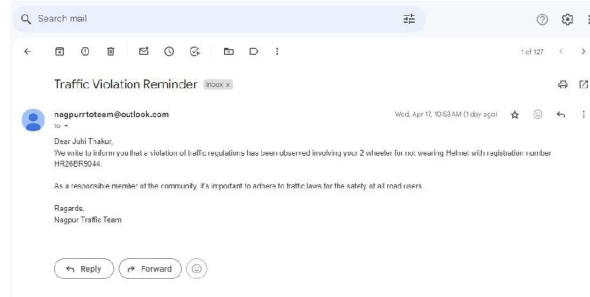 Search mail
1 of 127
Traffic Violation Reminder Inbox x
nagpurrtoteam@outlook.com
Wed, Apr 17, 10:53 AM (1 day ago)
to
Dear Juhi Thakur,
We write to inform you that a violation of traffic regulations has been observed involving your 2 wheeler for not wearing Helmet with registration number
HR26BR9044.
As a responsible member of the community, it's important to adhere to traffic laws for the safety of all road users
Regards,
Nagpur Traffic Team
Reply Forward